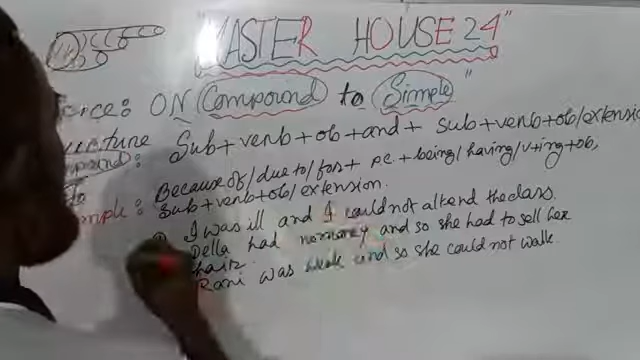 "MASTER HOUSE 24"
ON Compound to Simple"
Sub+verb+ob+and+ Sub+verb+ob/extension
Because of/due to/for+ pc +being/having/v+ing+ob,
Sub+verb+ob/extension.
I was ill and I could not attend the class.
Della had no money and so she had to sell her
hair.
Rani was weak and so she could not walk.